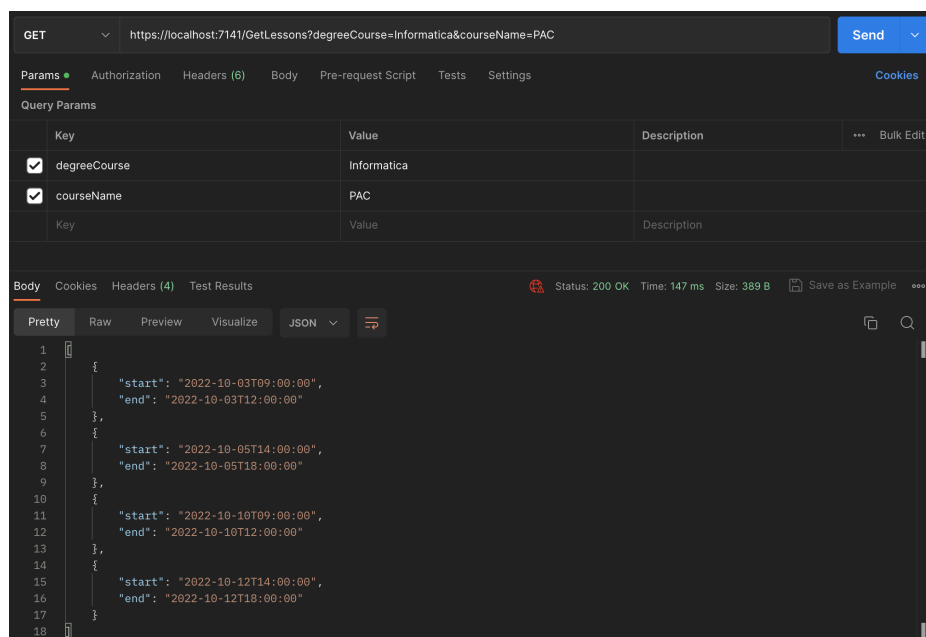 GET https://localhost:7141/GetLessons?degreeCourse=Informatica&courseName=PAC Send
Params Authorization Headers (6) Body Pre-request Script Tests Settings Cookies
Query Params
Key Value Description Bulk Edit
degreeCourse Informatica
courseName PAC
Key Value Description
Body Cookies Headers (4) Test Results Status: 200 OK Time: 147 ms Size: 389 B Save as Example
Pretty Raw Preview Visualize JSON
1 [
2 {
3 "start": "2022-10-03T09:00:00",
4 "end": "2022-10-03T12:00:00"
5 },
6 {
7 "start": "2022-10-05T14:00:00",
8 "end": "2022-10-05T18:00:00"
9 },
10 {
11 "start": "2022-10-10T09:00:00",
12 "end": "2022-10-10T12:00:00"
13 },
14 {
15 "start": "2022-10-12T14:00:00",
16 "end": "2022-10-12T18:00:00"
17 }
18 ]